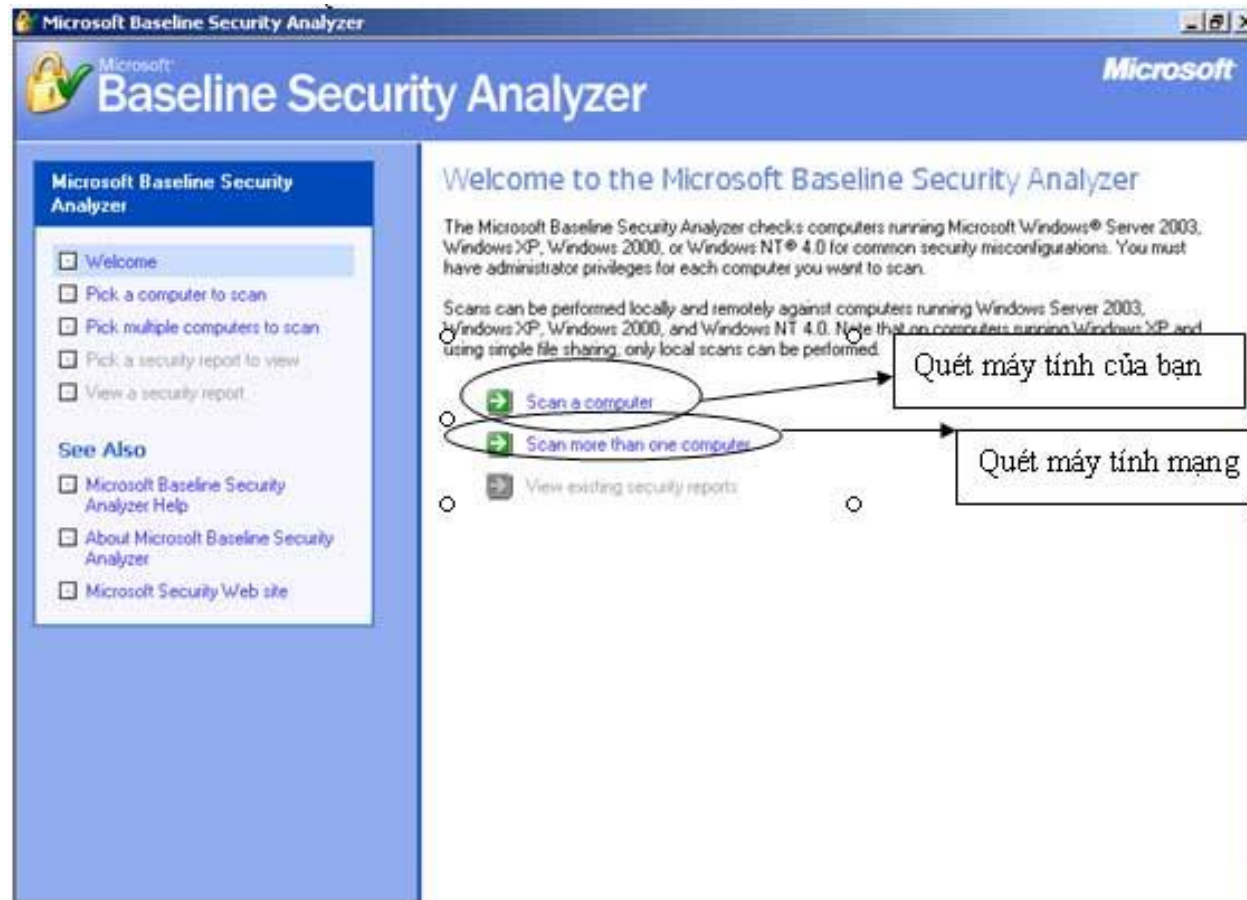 Microsoft Baseline Security Analyzer
Microsoft
Baseline Security Analyzer
Microsoft
Microsoft Baseline Security
Analyzer
Welcome
Pick a computer to scan
Pick multiple computers to scan
Pick a security report to view
View a security report
See Also
Microsoft Baseline Security
Analyzer Help
About Microsoft Baseline Security
Analyzer
Microsoft Security Web site
Welcome to the Microsoft Baseline Security Analyzer
The Microsoft Baseline Security Analyzer checks computers running Microsoft Windows® Server 2003,
Windows XP, Windows 2000, or Windows NT® 4.0 for common security misconfigurations. You must
have administrator privileges for each computer you want to scan.
Scans can be performed locally and remotely against computers running Windows Server 2003,
Windows XP, Windows 2000, and Windows NT 4.0. Note that on computers running Windows XP and
using simple file sharing, only local scans can be performed.
Scan a computer
Scan more than one computer
View existing security reports
Quét máy tính của bạn
Quét máy tính mạng